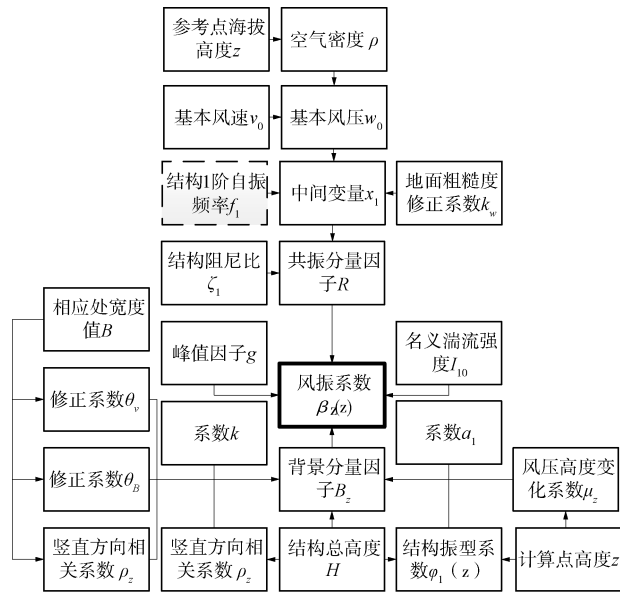 参考点海拔
高度z
空气密度 ρ
基本风速v0
基本风压w0
结构1阶自振
频率f1
中间变量x1
地面粗糙度
修正系数kw
结构阻尼比
ζ1
共振分量因
子R
相应处宽度
值B
峰值因子g
名义湍流强
度I10
风振系数
βz(z)
修正系数θv
系数k
系数a1
修正系数θB
背景分量因
子Bz
风压高度变
化系数μz
竖直方向相
关系数 ρz
竖直方向相
关系数 ρz
结构总高度
H
结构振型系
数φ1（z）
计算点高度z